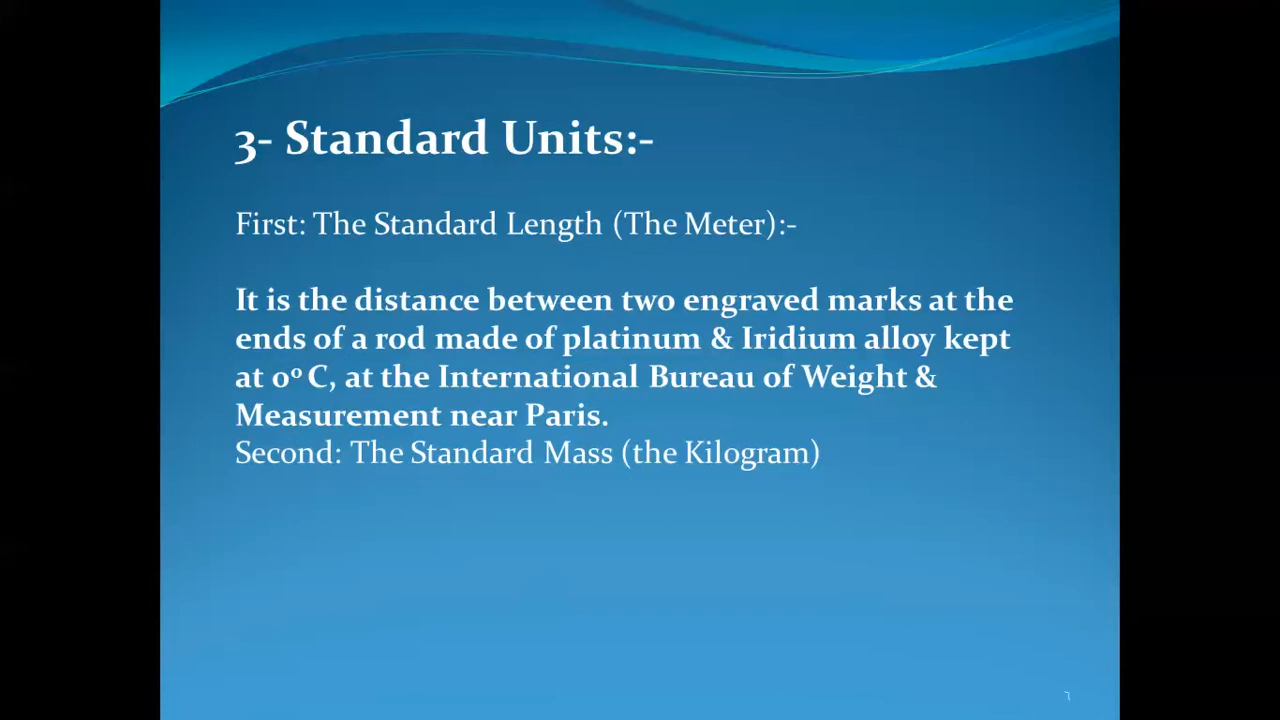 3- Standard Units:-
First: The Standard Length (The Meter):-
It is the distance between two engraved marks at the
ends of a rod made of platinum & Iridium alloy kept
at 0º C, at the International Bureau of Weight &
Measurement near Paris.
Second: The Standard Mass (the Kilogram)
٦